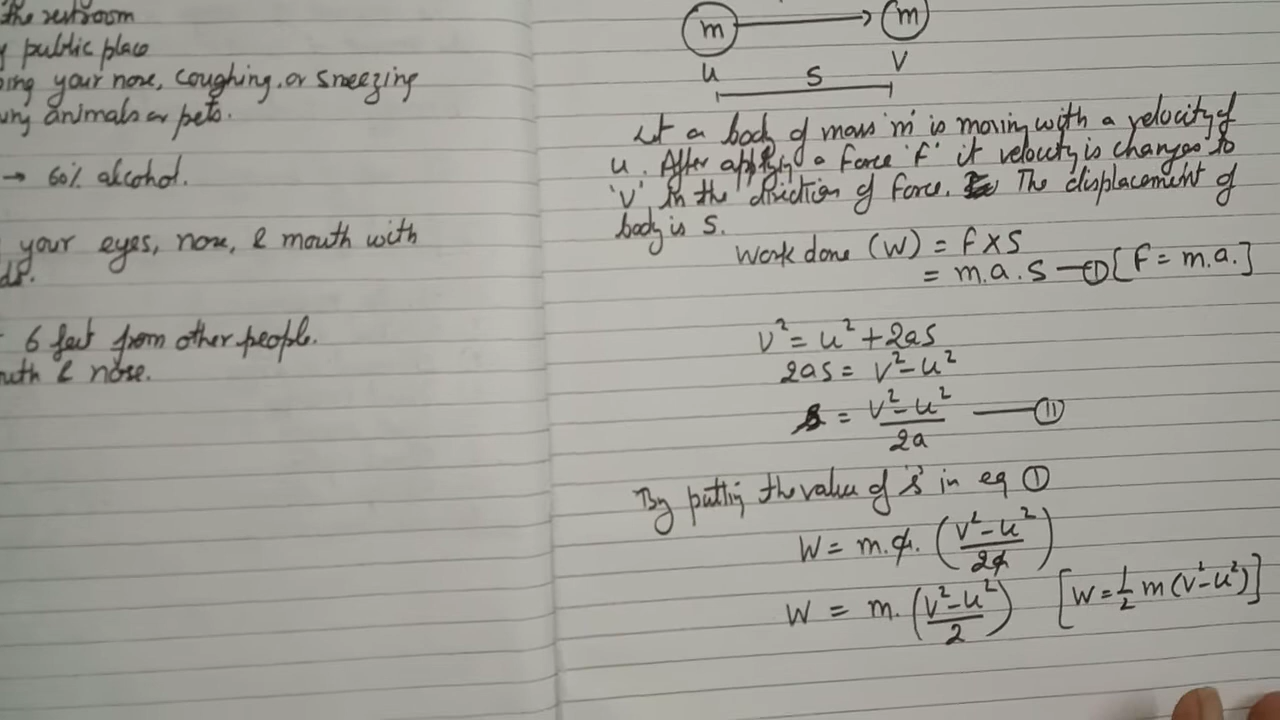 the restroom
public place
your nose, coughing, or sneezing
animals or pets.
→ 60% alcohol.
your eyes, nose, & mouth with
6 feet from other people.
& nose.
m → m
u S V
Let a body of mass 'm' is moving with a velocity of
u. After applying a force 'F' it velocity is changes to
'V' in the direction of force. The displacement of
body is S.
Work done (W) = F×S
= m.a.S —① [F = m.a.]
v² = u² + 2as
2as = v² – u²
s = (v² – u²)/2a —⑪
By putting the value of 's' in eq ①
W = m.a. ((v² – u²)/2a)
W = m. ((v² – u²)/2) [W = 1/2 m (v² – u²)]